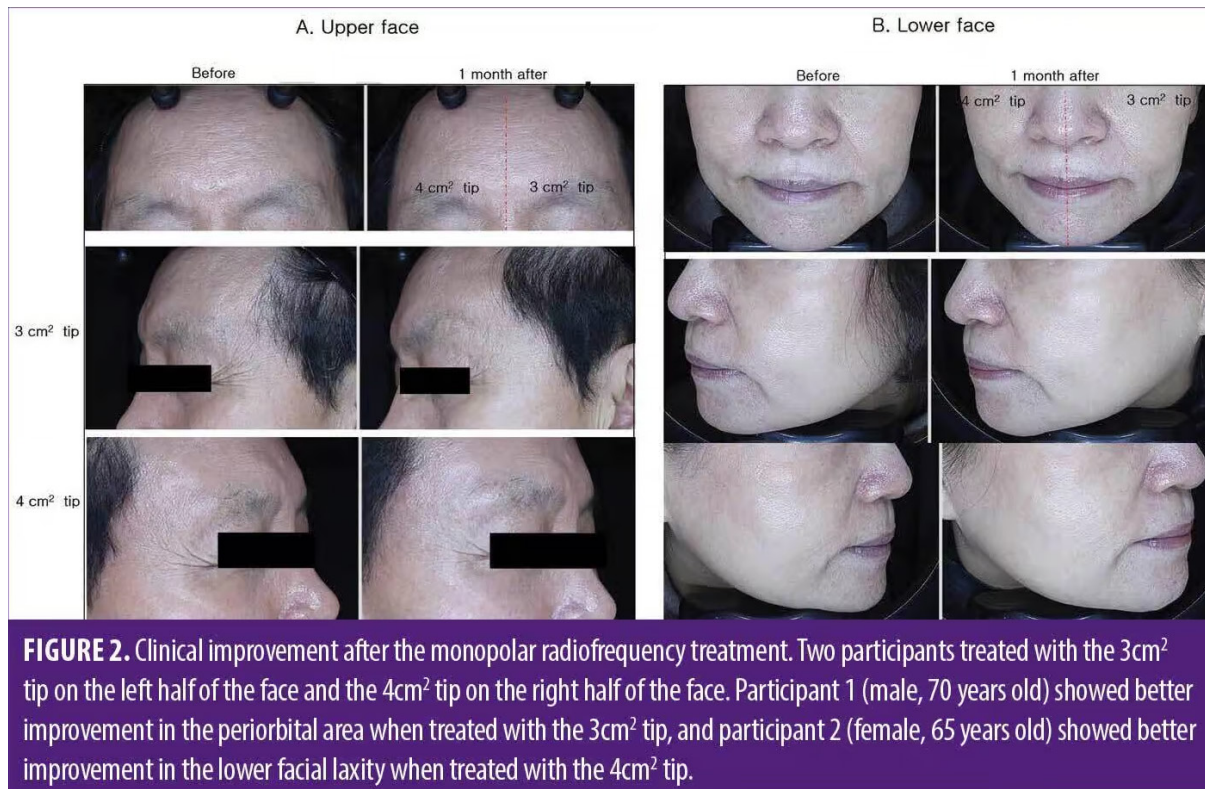 A. Upper face
Before
1 month after
4 cm² tip
3 cm² tip
3 cm² tip
4 cm² tip
B. Lower face
Before
1 month after
4 cm² tip
3 cm² tip
FIGURE 2. Clinical improvement after the monopolar radiofrequency treatment. Two participants treated with the 3cm²
tip on the left half of the face and the 4cm² tip on the right half of the face. Participant 1 (male, 70 years old) showed better
improvement in the periorbital area when treated with the 3cm² tip, and participant 2 (female, 65 years old) showed better
improvement in the lower facial laxity when treated with the 4cm² tip.